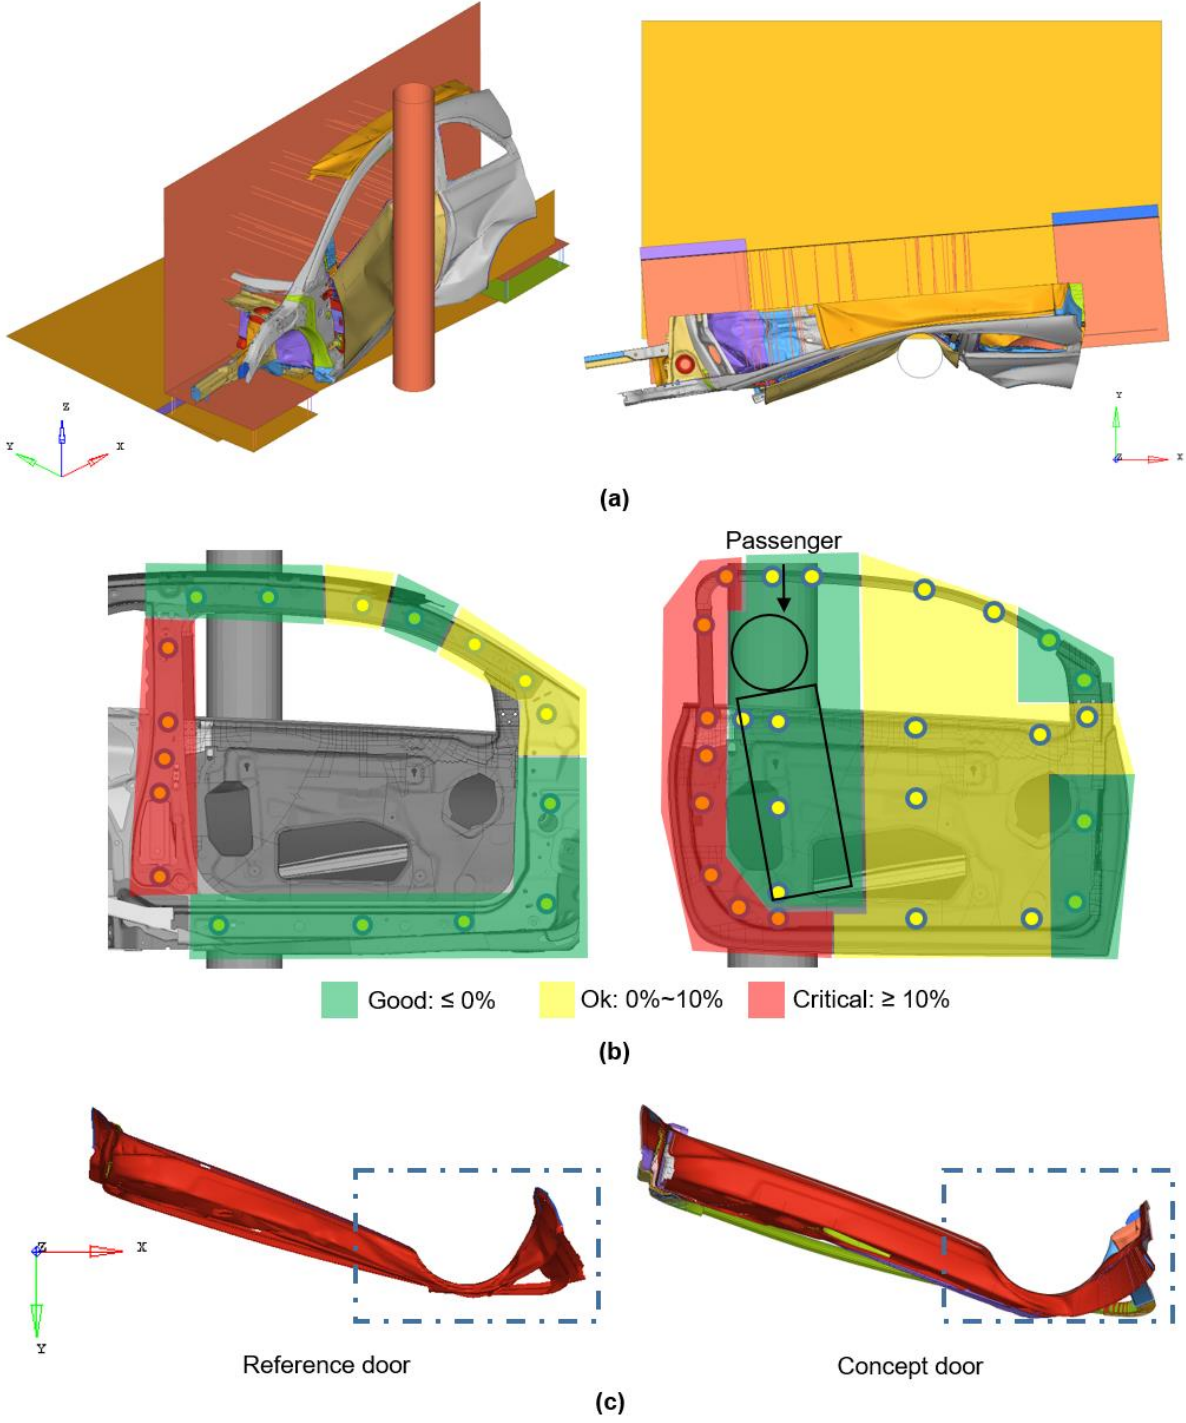 Z
Y
X
Y
Z
X
(a)
Passenger
Good: ≤ 0%
Ok: 0%~10%
Critical: ≥ 10%
(b)
Z
X
Y
Reference door
Concept door
(c)